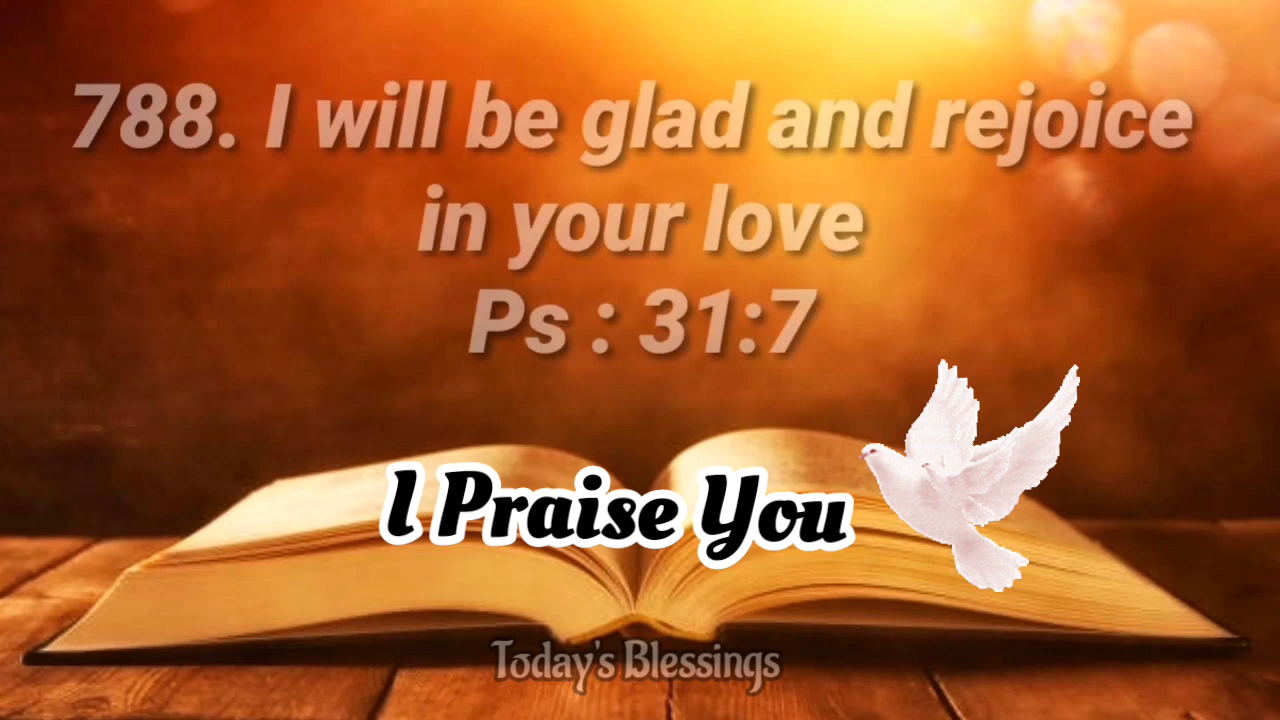 788. I will be glad and rejoice
in your love
Ps : 31:7
I Praise You
Today's Blessings